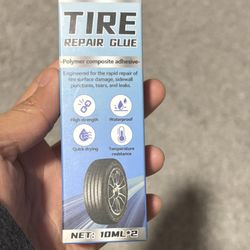 TIRE
REPAIR GLUE
-Polymer composite adhesive-
Engineered for the rapid repair of
tire surface damage, sidewall
punctures, tears, and leaks.
High strength
Waterproof
Quick drying
Temperature
resistance
NET: 10ML*2